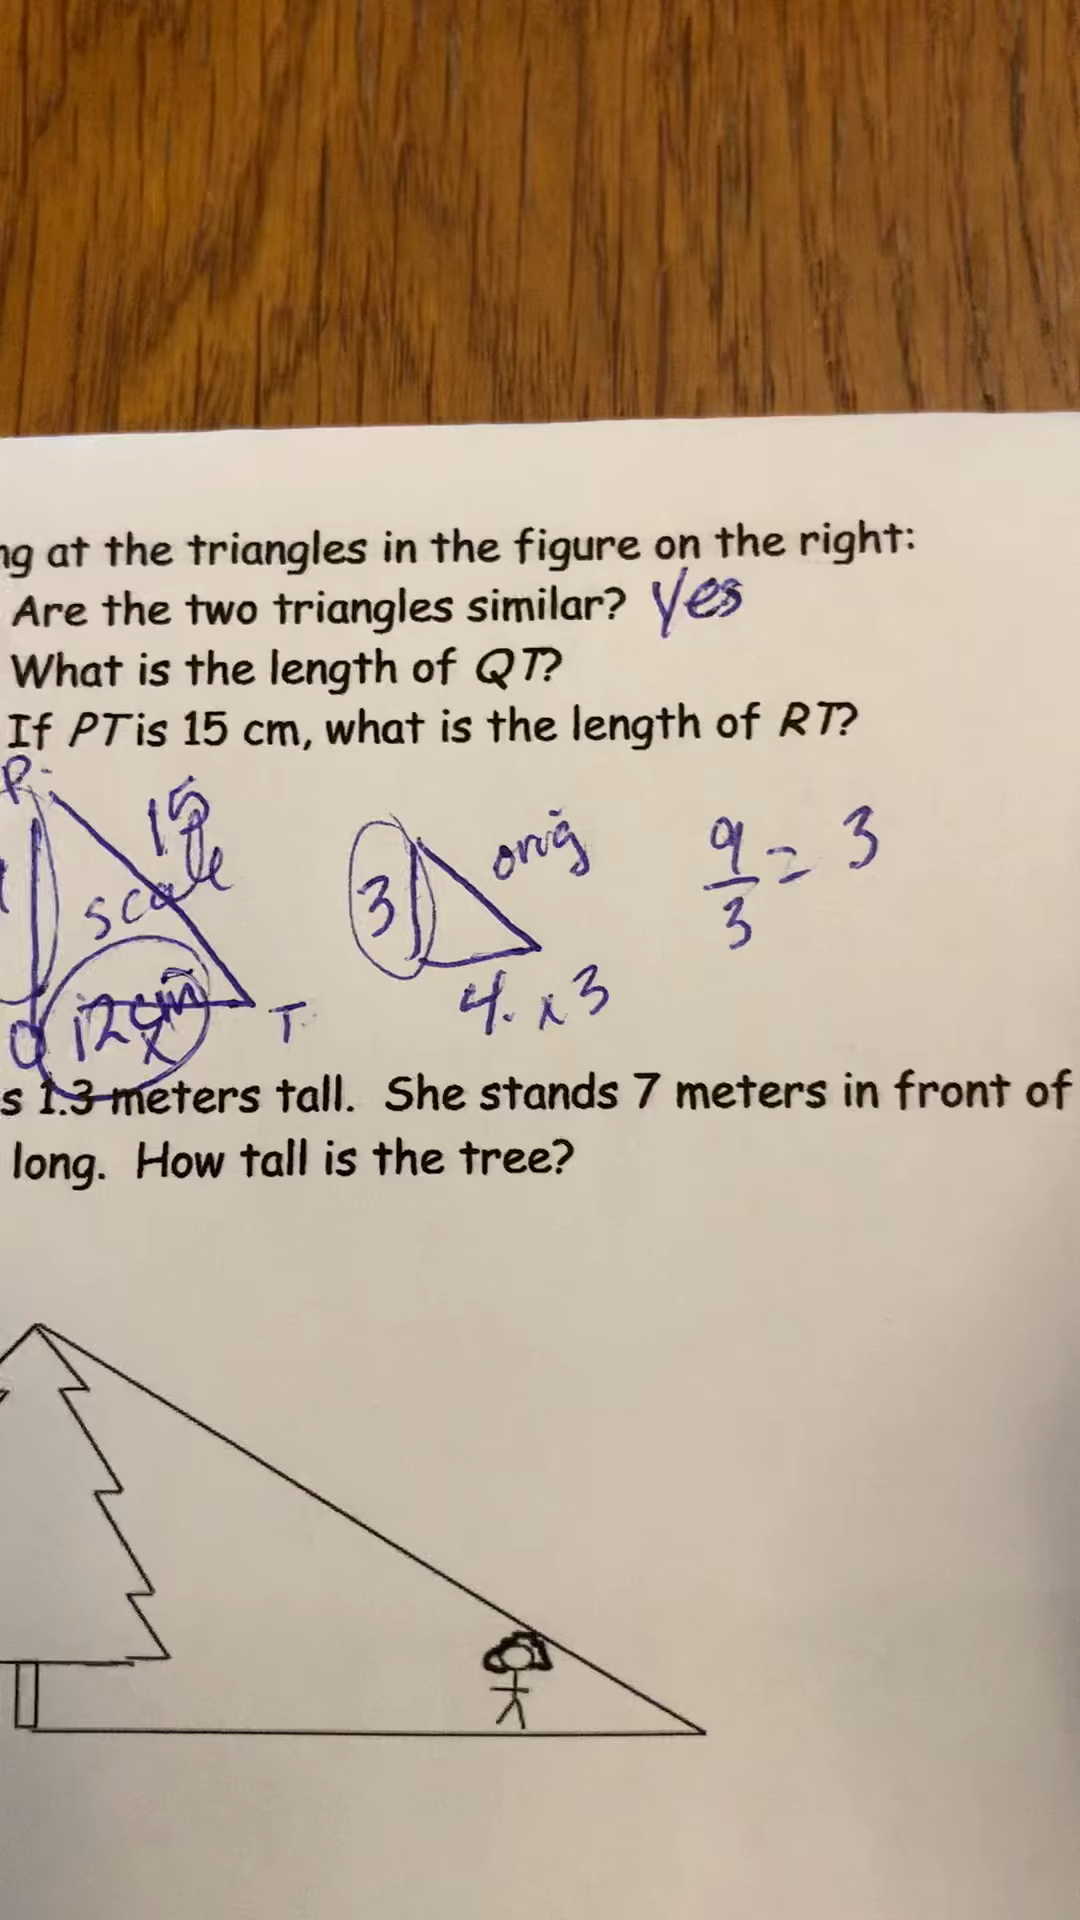 ng at the triangles in the figure on the right:
Are the two triangles similar? Yes
What is the length of QT?
If PT is 15 cm, what is the length of RT?
P
15
scale
3
orig
9/3 = 3
12 cm
x
T
4. x 3
Q
s 1.3 meters tall. She stands 7 meters in front of
long. How tall is the tree?